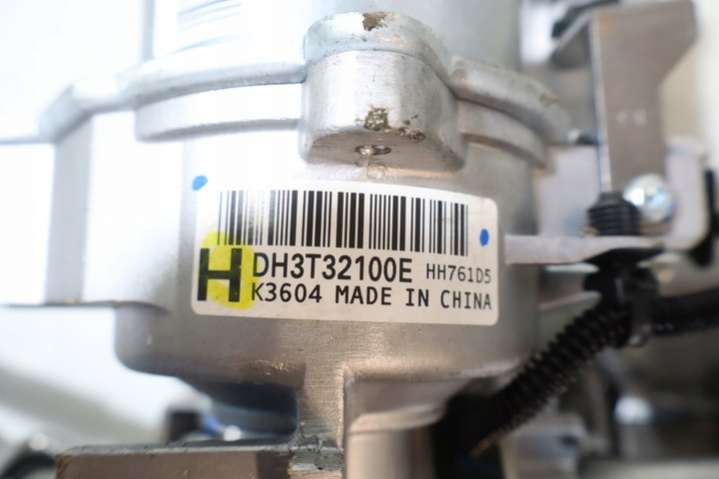 H DH3T32100E HH761D5
K3604 MADE IN CHINA